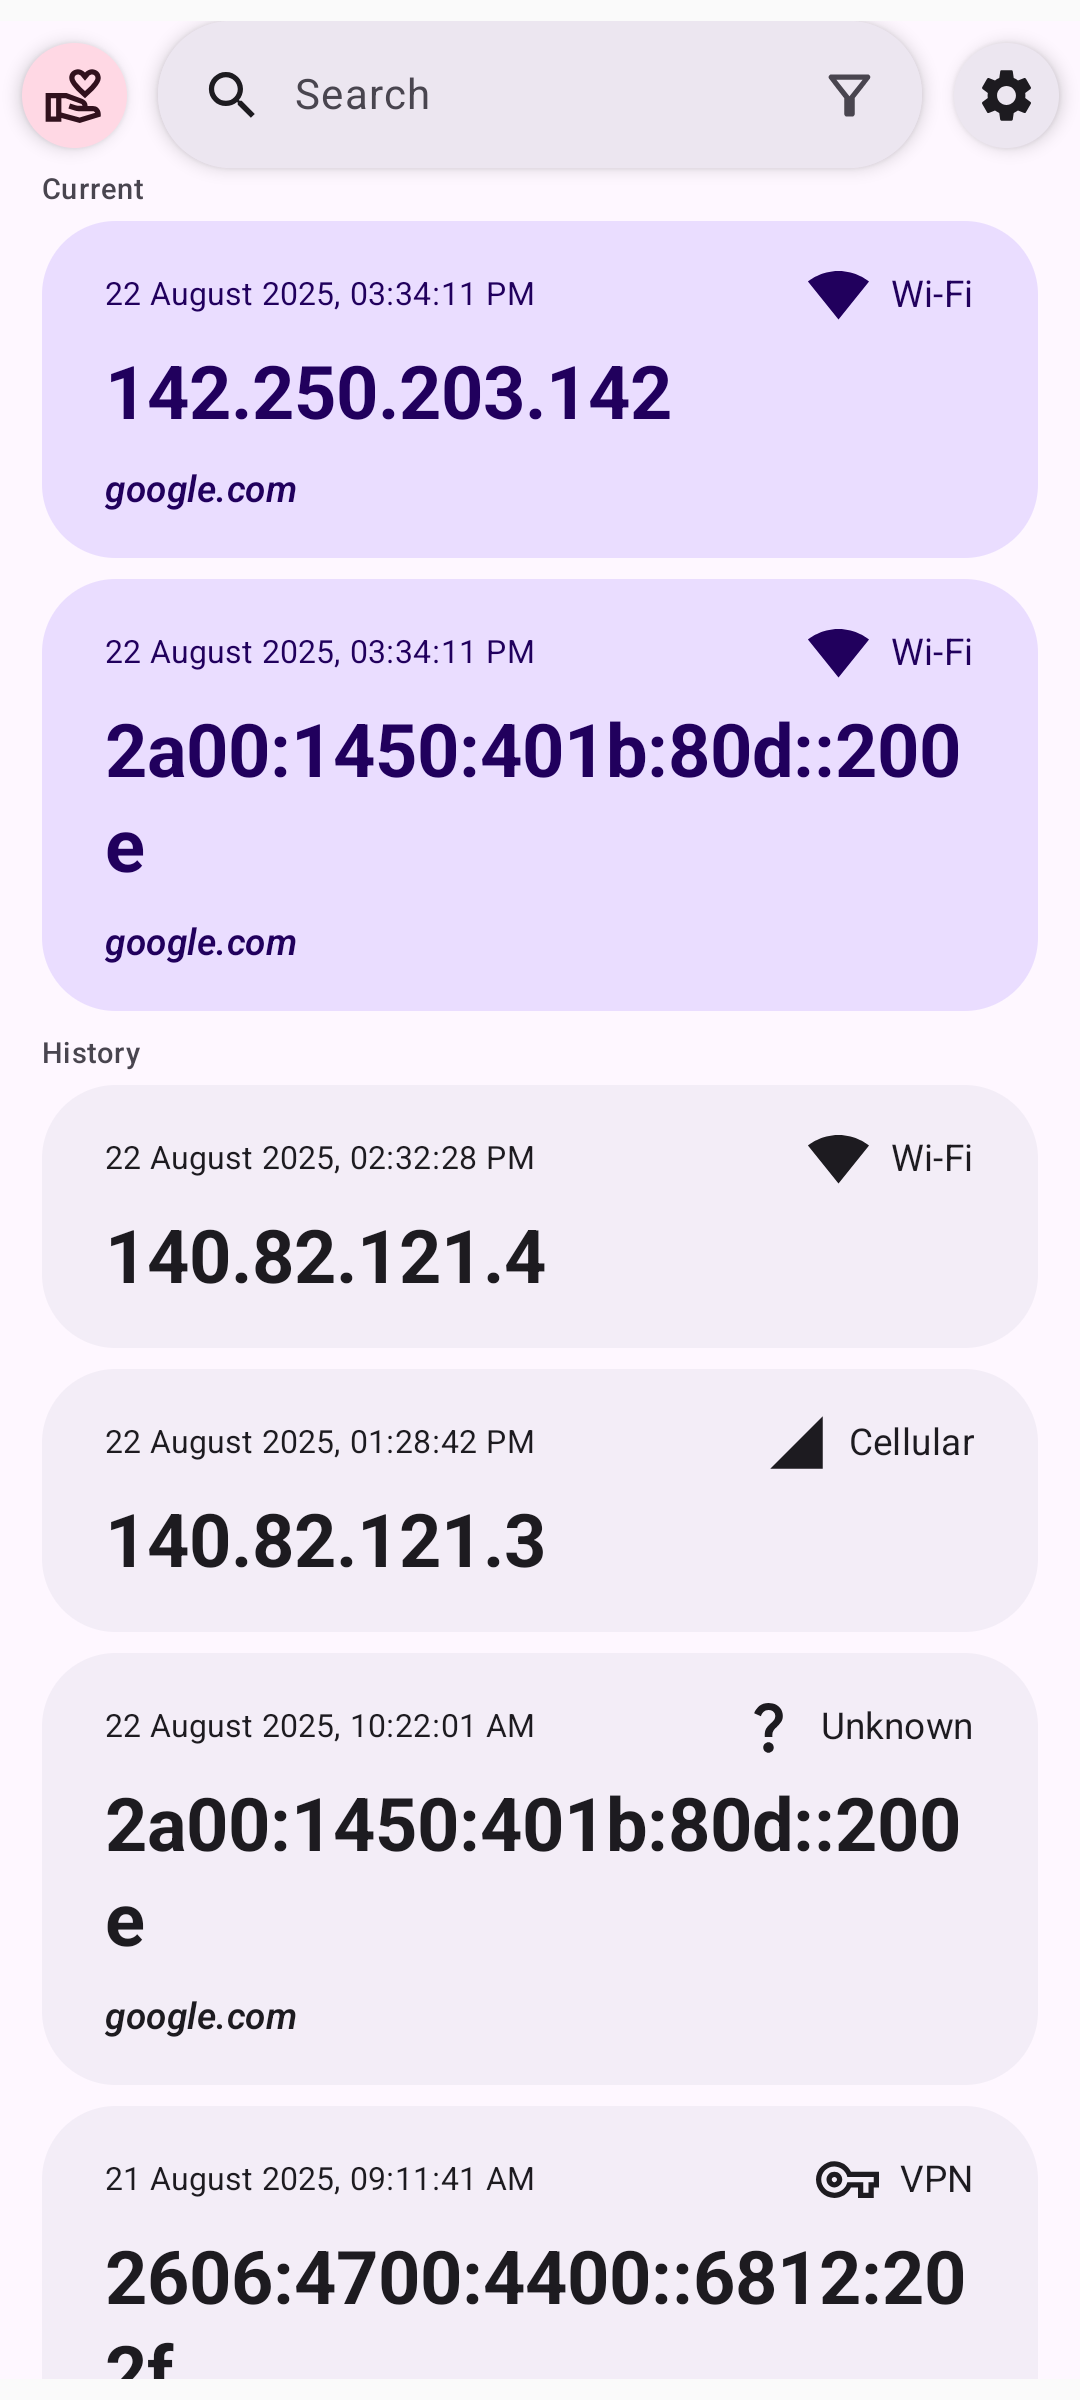 Search
Current
22 August 2025, 03:34:11 PM Wi-Fi
142.250.203.142
google.com
22 August 2025, 03:34:11 PM Wi-Fi
2a00:1450:401b:80d::200
e
google.com
History
22 August 2025, 02:32:28 PM Wi-Fi
140.82.121.4
22 August 2025, 01:28:42 PM Cellular
140.82.121.3
22 August 2025, 10:22:01 AM ? Unknown
2a00:1450:401b:80d::200
e
google.com
21 August 2025, 09:11:41 AM VPN
2606:4700:4400::6812:20
2f